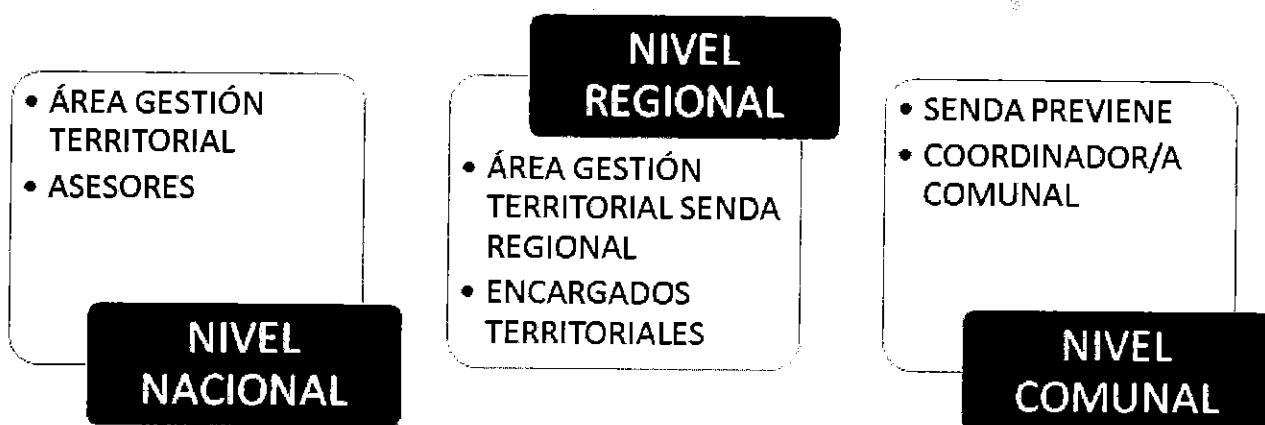 • ÁREA GESTIÓN
TERRITORIAL
• ASESORES
NIVEL
NACIONAL
NIVEL
REGIONAL
• ÁREA GESTIÓN
TERRITORIAL SENDA
REGIONAL
• ENCARGADOS
TERRITORIALES
• SENDA PREVIENE
• COORDINADOR/A
COMUNAL
NIVEL
COMUNAL